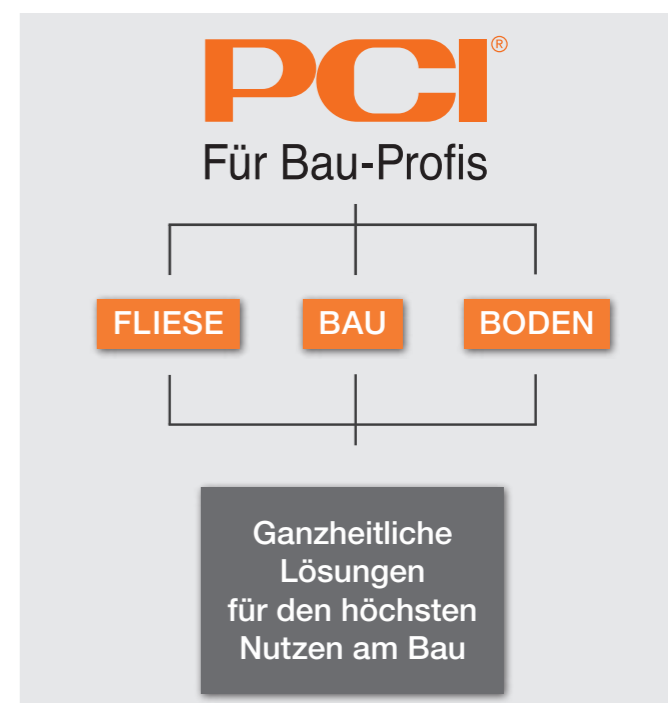 PCI®
Für Bau-Profis
FLIESE BAU BODEN
Ganzheitliche
Lösungen
für den höchsten
Nutzen am Bau